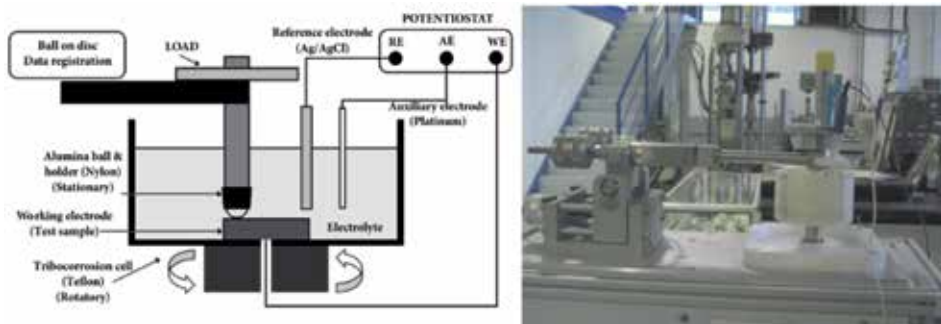 POTENTIOSTAT
RE AE WE
Reference electrode
(Ag/AgCl)
Ball on disc
Data registration
LOAD
Auxiliary electrode
(Platinum)
Alumina ball &
holder (Nylon)
(Stationary)
Working electrode
(Test sample)
Electrolyte
Tribocorrosion cell
(Teflon)
(Rotatory)